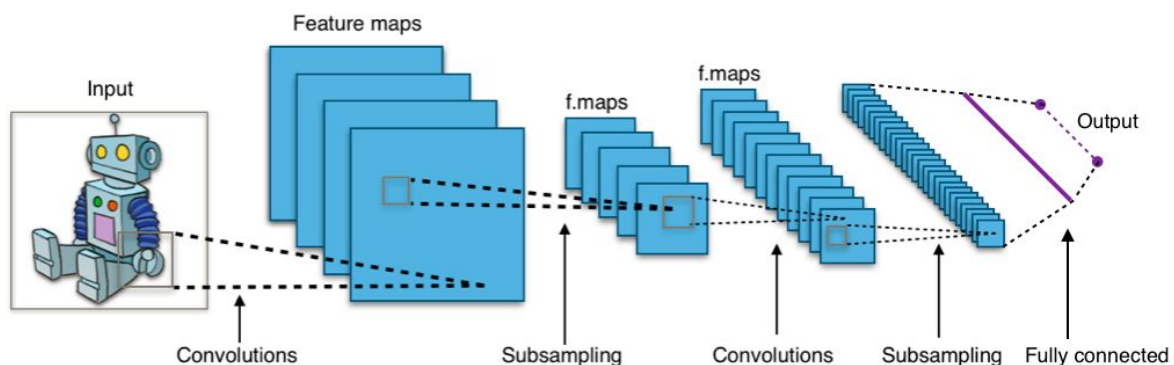 Feature maps
f.maps
f.maps
Input
Output
Convolutions
Subsampling
Convolutions
Subsampling
Fully connected